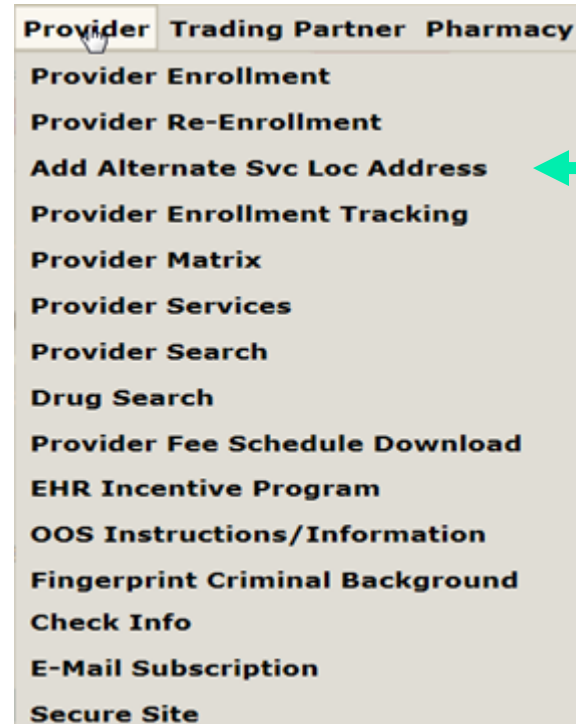 Provider Trading Partner Pharmacy
Provider Enrollment
Provider Re-Enrollment
Add Alternate Svc Loc Address
Provider Enrollment Tracking
Provider Matrix
Provider Services
Provider Search
Drug Search
Provider Fee Schedule Download
EHR Incentive Program
OOS Instructions/Information
Fingerprint Criminal Background
Check Info
E-Mail Subscription
Secure Site